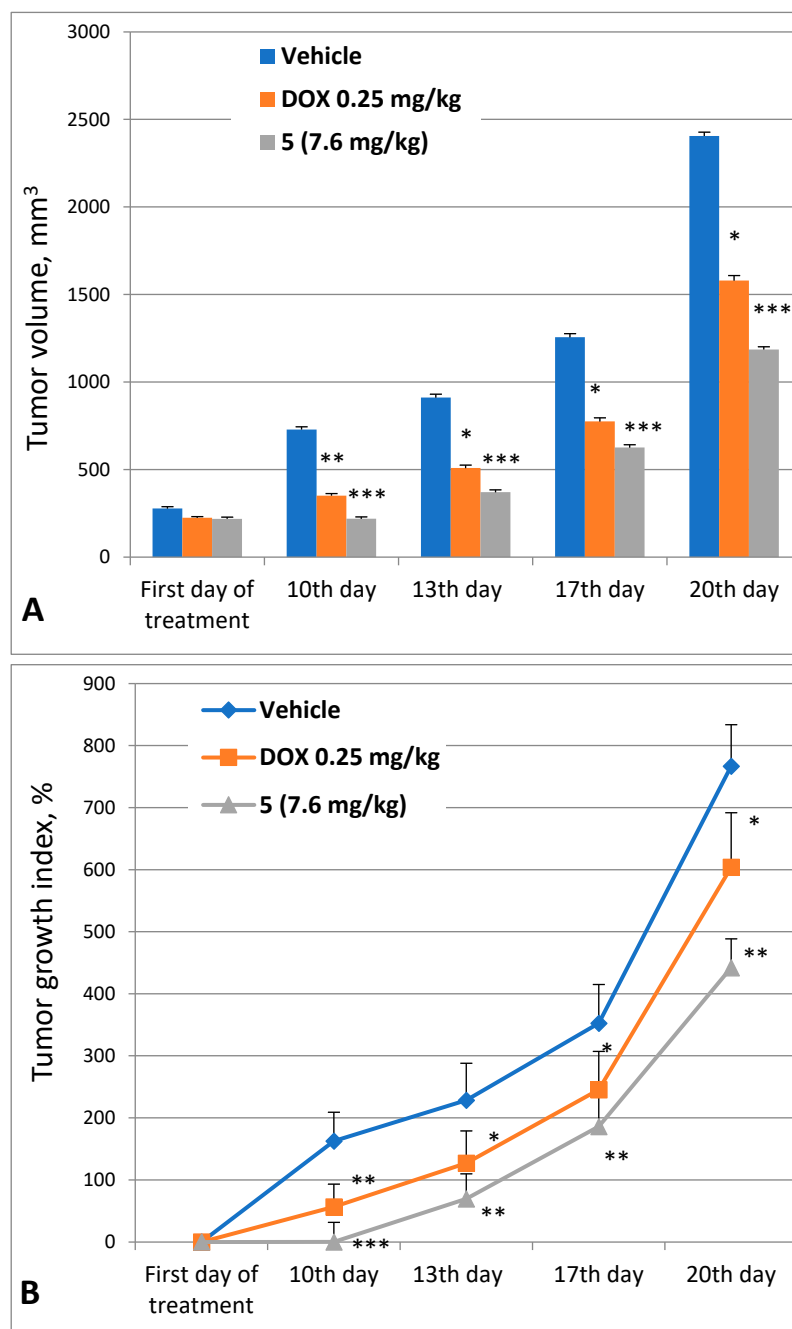 Vehicle
DOX 0.25 mg/kg
5 (7.6 mg/kg)
Tumor volume, mm³
3000
2500
2000
1500
1000
500
0
*
***
*
***
*
***
**
***
First day of
treatment
10th day
13th day
17th day
20th day
A
Vehicle
DOX 0.25 mg/kg
5 (7.6 mg/kg)
Tumor growth index, %
900
800
700
600
500
400
300
200
100
0
*
**
*
**
*
**
**
***
First day of
treatment
10th day
13th day
17th day
20th day
B